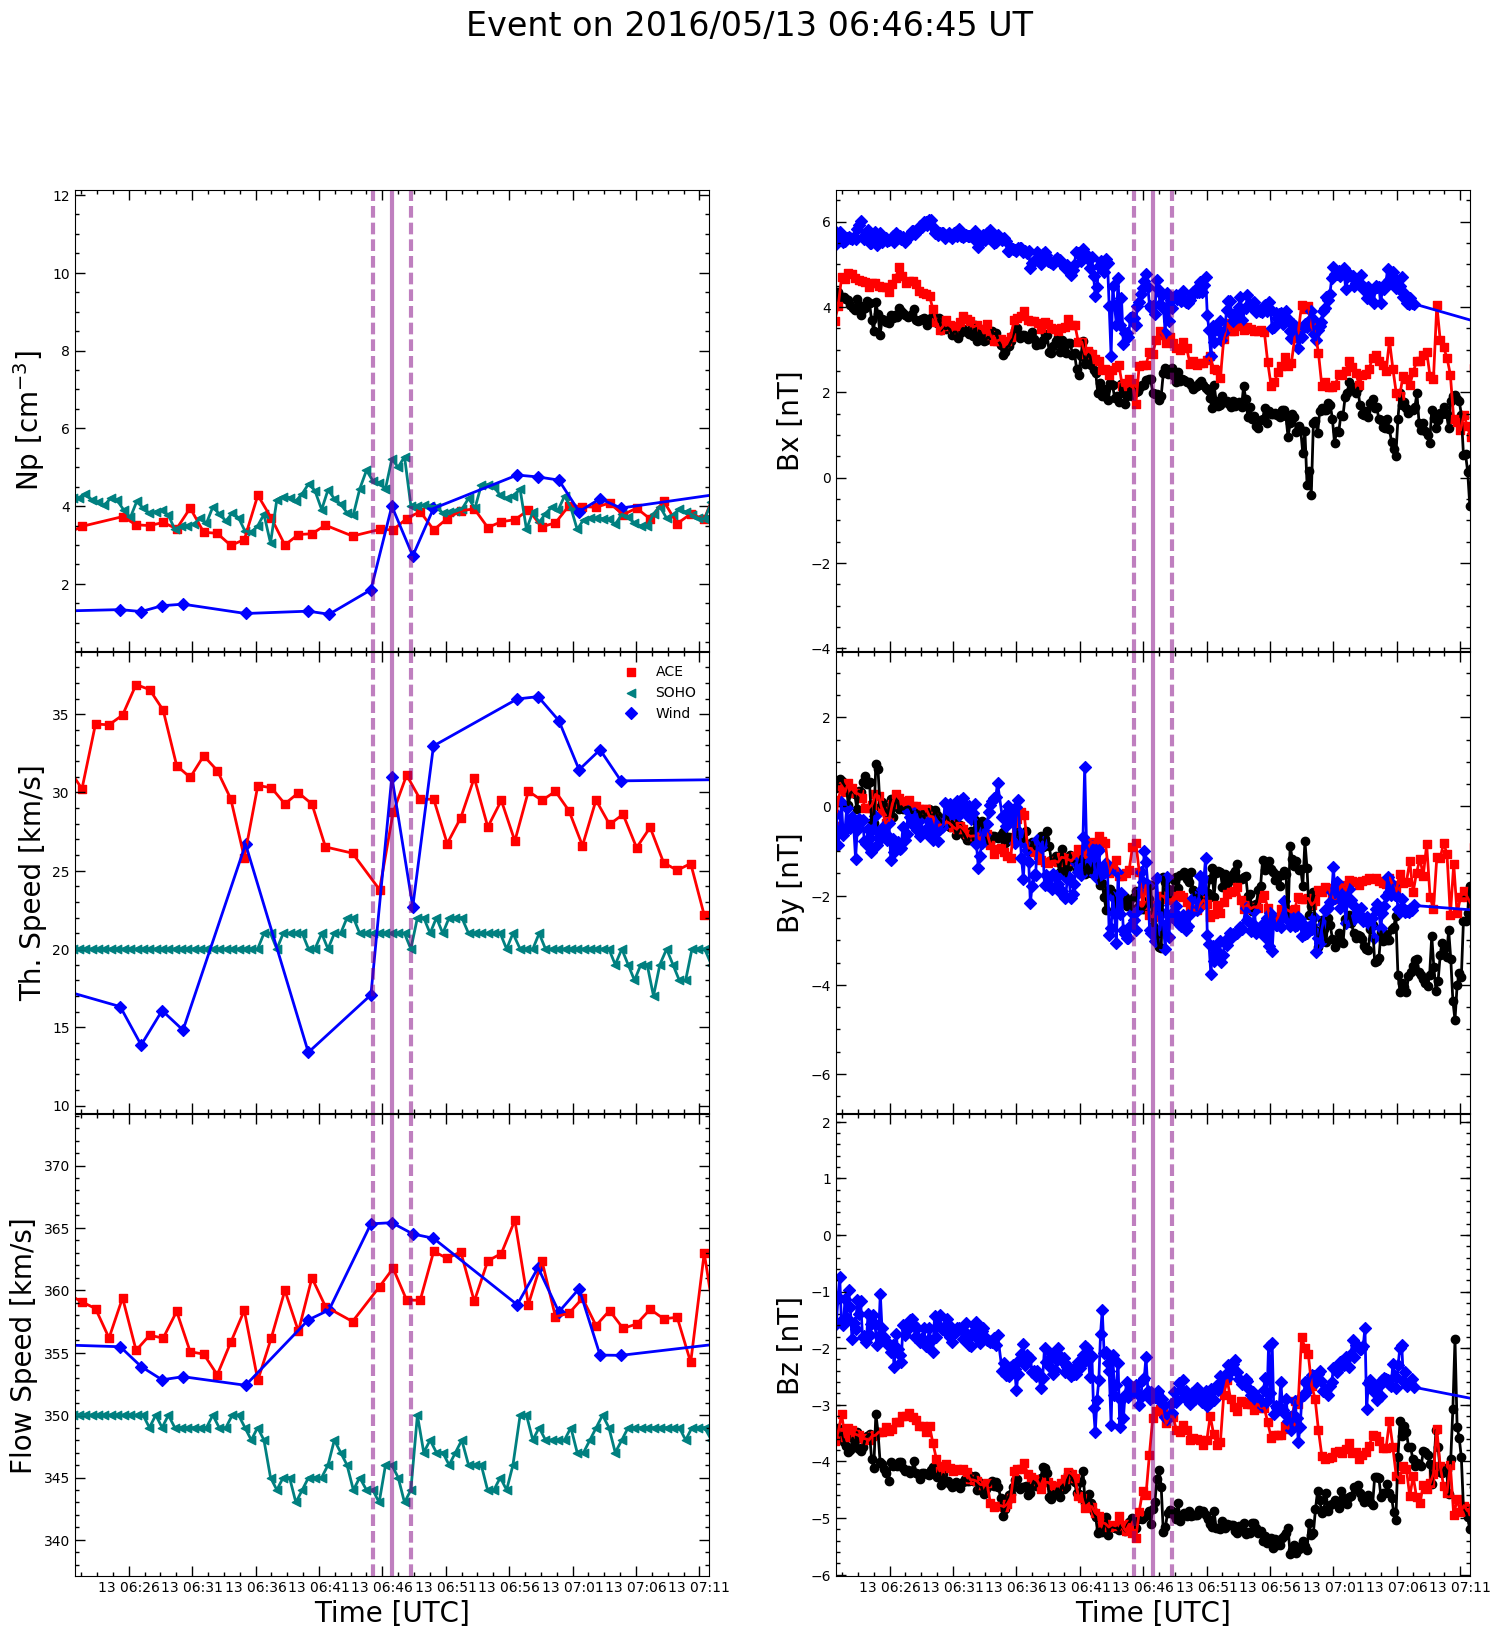 Event on 2016/05/13 06:46:45 UT
Np [cm⁻³]
12
10
8
6
4
2
Th. Speed [km/s]
35
30
25
20
15
10
ACE
SOHO
Wind
Flow Speed [km/s]
370
365
360
355
350
345
340
13 06:26 13 06:31 13 06:36 13 06:41 13 06:46 13 06:51 13 06:56 13 07:01 13 07:06 13 07:11
Time [UTC]
Bx [nT]
6
4
2
0
−2
−4
By [nT]
2
0
−2
−4
−6
Bz [nT]
2
1
0
−1
−2
−3
−4
−5
−6
13 06:26 13 06:31 13 06:36 13 06:41 13 06:46 13 06:51 13 06:56 13 07:01 13 07:06 13 07:11
Time [UTC]